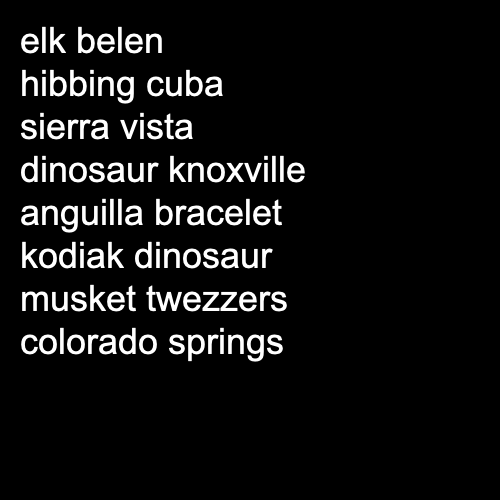 elk belen
hibbing cuba
sierra vista
dinosaur knoxville
anguilla bracelet
kodiak dinosaur
musket twezzers
colorado springs